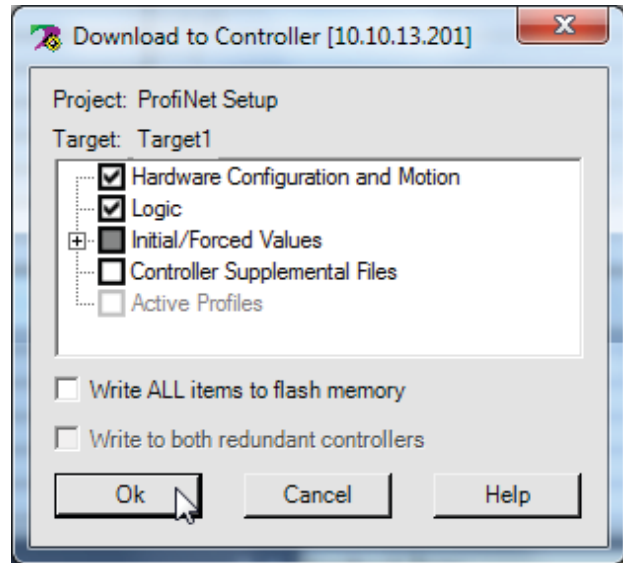 Download to Controller [10.10.13.201]
Project: ProfiNet Setup
Target: Target1
Hardware Configuration and Motion
Logic
Initial/Forced Values
Controller Supplemental Files
Active Profiles
Write ALL items to flash memory
Write to both redundant controllers
Ok Cancel Help